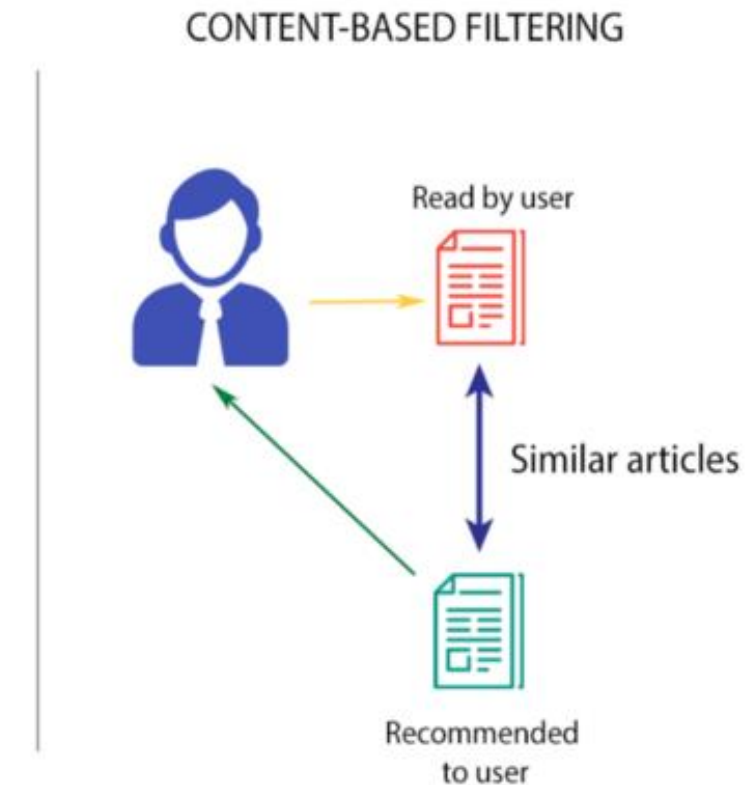 CONTENT-BASED FILTERING
Read by user
Similar articles
Recommended
to user